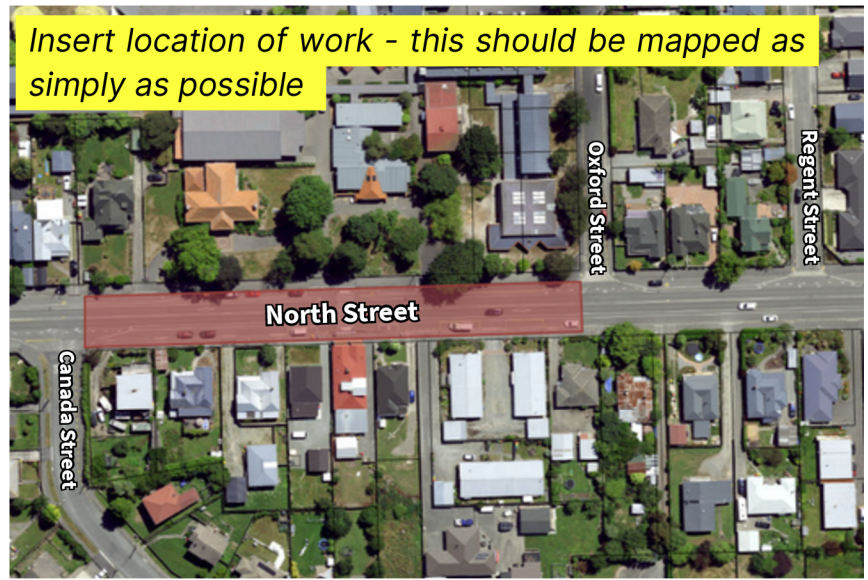 Insert location of work - this should be mapped as
simply as possible
Oxford Street
Regent Street
North Street
Canada Street